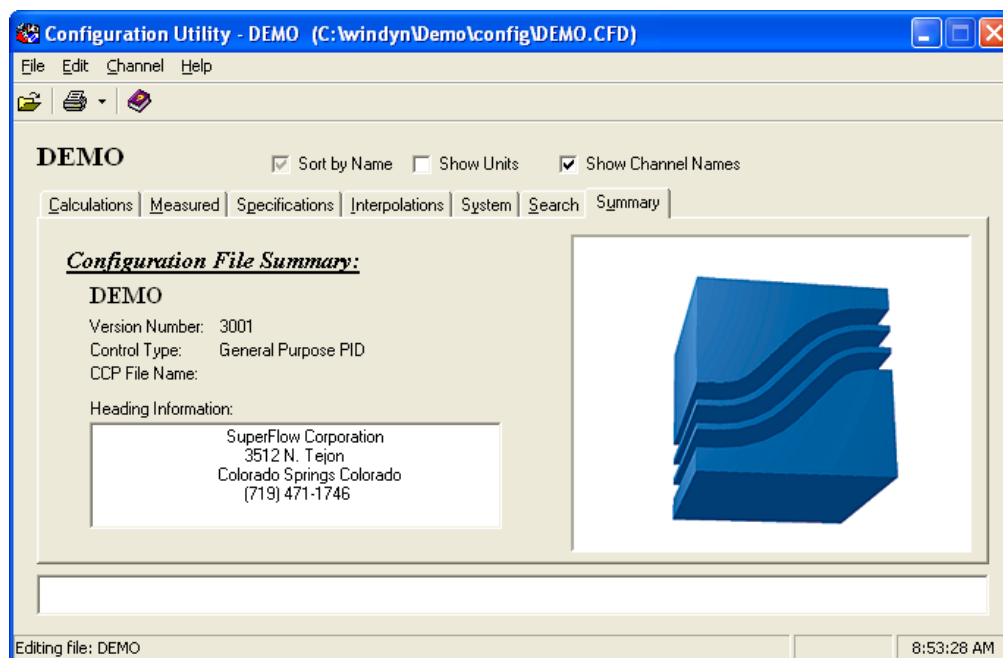 Configuration Utility - DEMO (C:\windyn\Demo\config\DEMO.CFD)
File Edit Channel Help
DEMO Sort by Name Show Units Show Channel Names
Calculations Measured Specifications Interpolations System Search Summary
Configuration File Summary:
DEMO
Version Number: 3001
Control Type: General Purpose PID
CCP File Name:
Heading Information:
SuperFlow Corporation
3512 N. Tejon
Colorado Springs Colorado
(719) 471-1746
Editing file: DEMO 8:53:28 AM